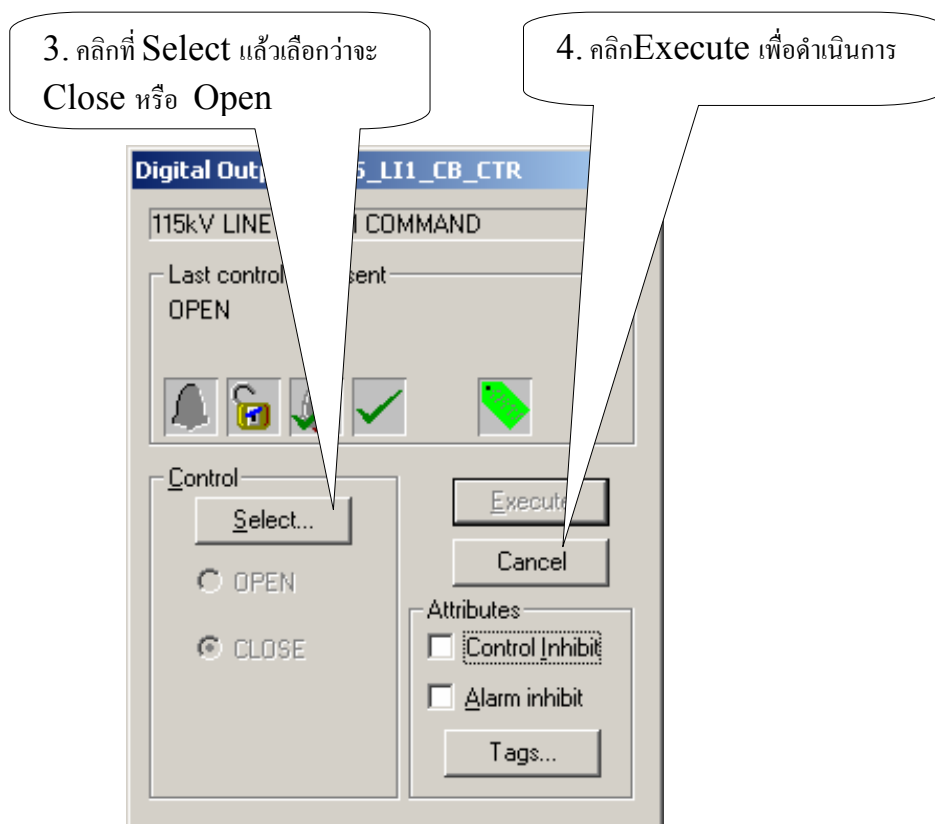 3. คลิกที่ Select แล้วเลือกว่าจะ
Close หรือ Open
4. คลิกExecute เพื่อดำเนินการ
Digital Out 5_LI1_CB_CTR
115kV LINE COMMAND
Last control sent
OPEN
Control
Select...
OPEN
CLOSE
Execute
Cancel
Attributes
Control Inhibit
Alarm inhibit
Tags...